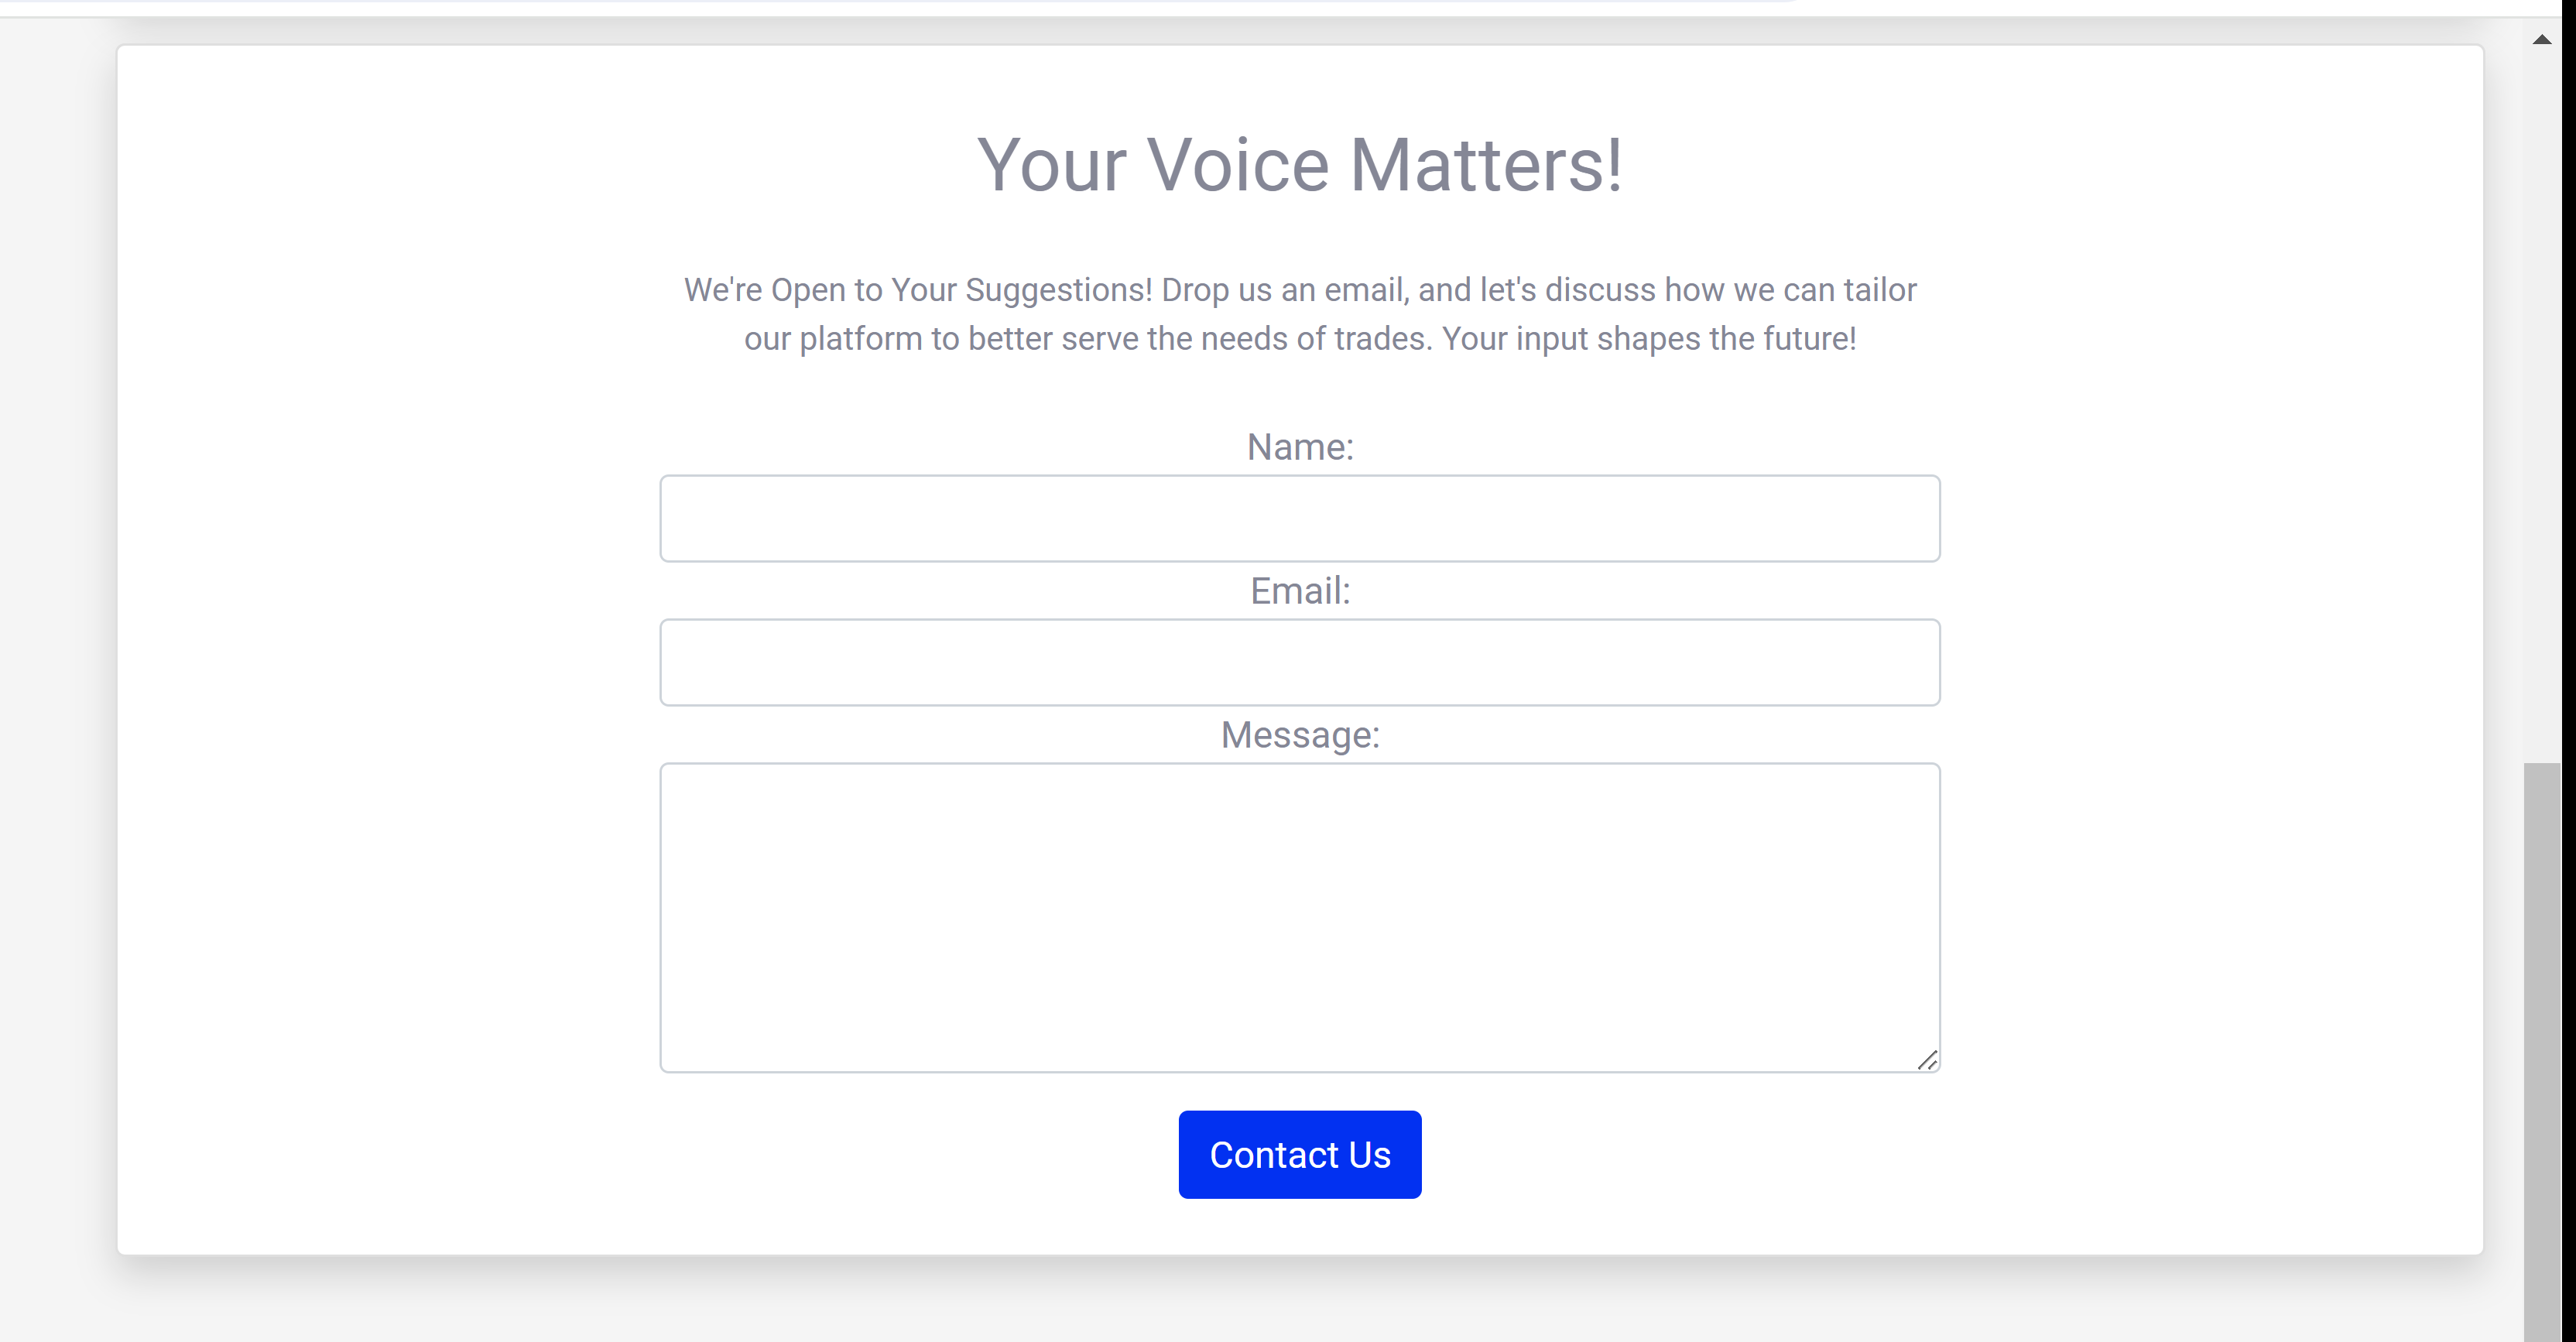 Your Voice Matters!
We're Open to Your Suggestions! Drop us an email, and let's discuss how we can tailor
our platform to better serve the needs of trades. Your input shapes the future!
Name:
Email:
Message:
Contact Us